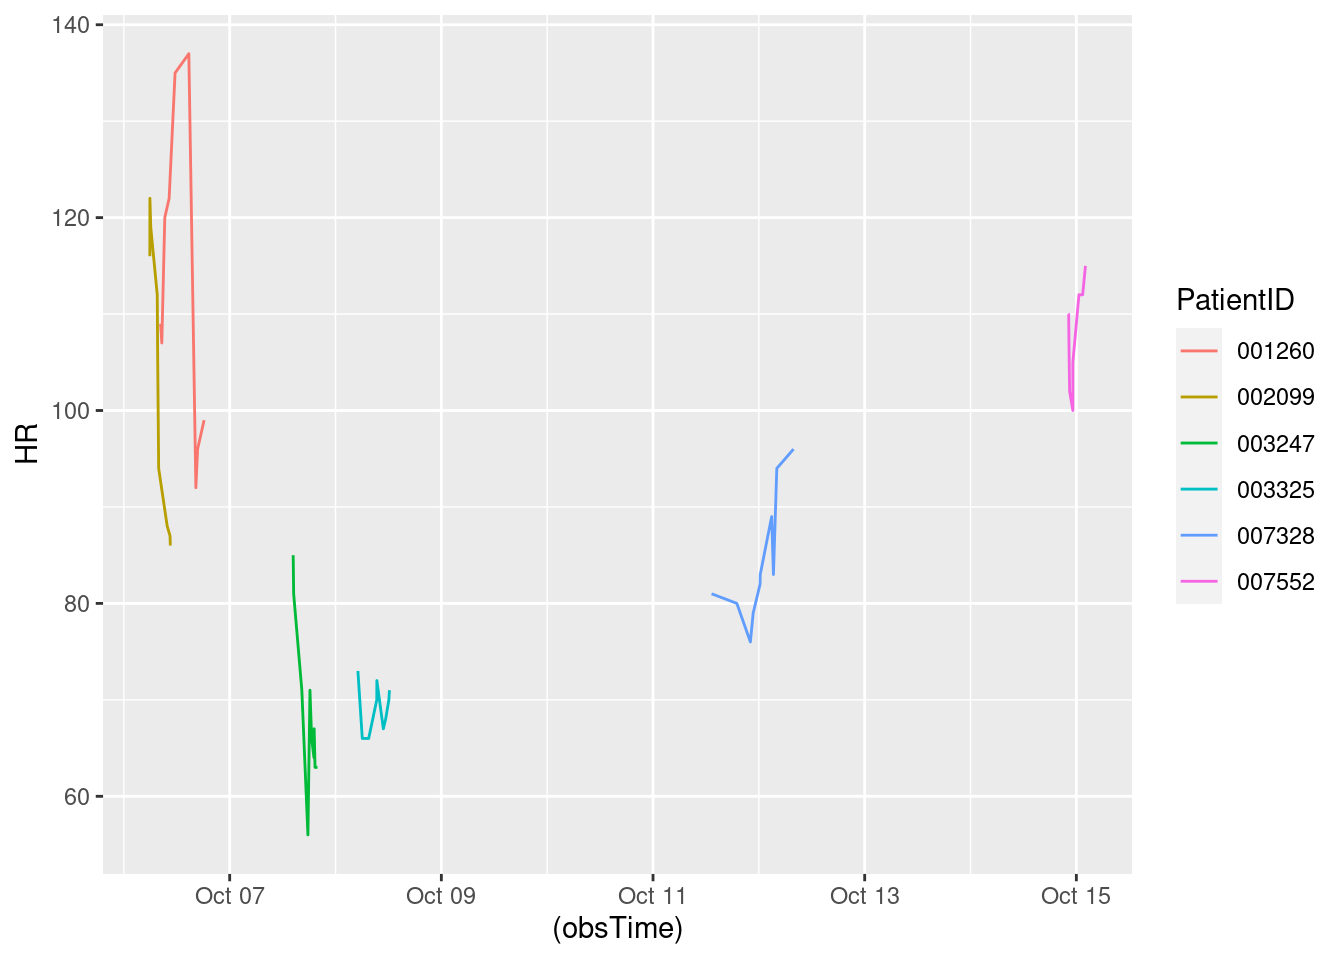 140
120
100
80
60
HR
Oct 07
Oct 09
Oct 11
Oct 13
Oct 15
(obsTime)
PatientID
001260
002099
003247
003325
007328
007552